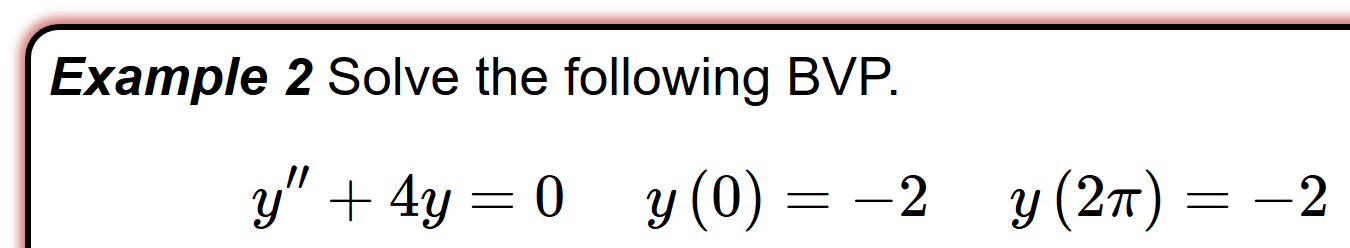 Example 2 Solve the following BVP.
y″ + 4y = 0 y (0) = −2 y (2π) = −2